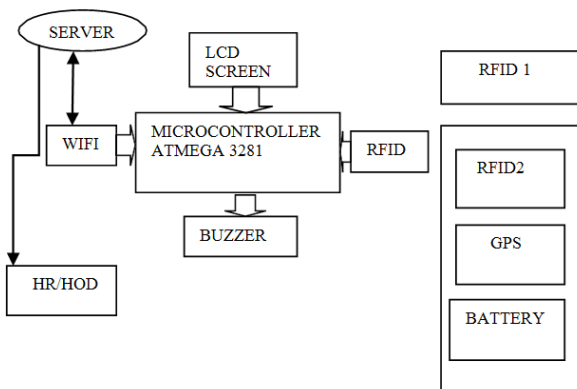 SERVER
LCD
SCREEN
RFID 1
WIFI
MICROCONTROLLER
ATMEGA 3281
RFID
RFID2
BUZZER
GPS
HR/HOD
BATTERY